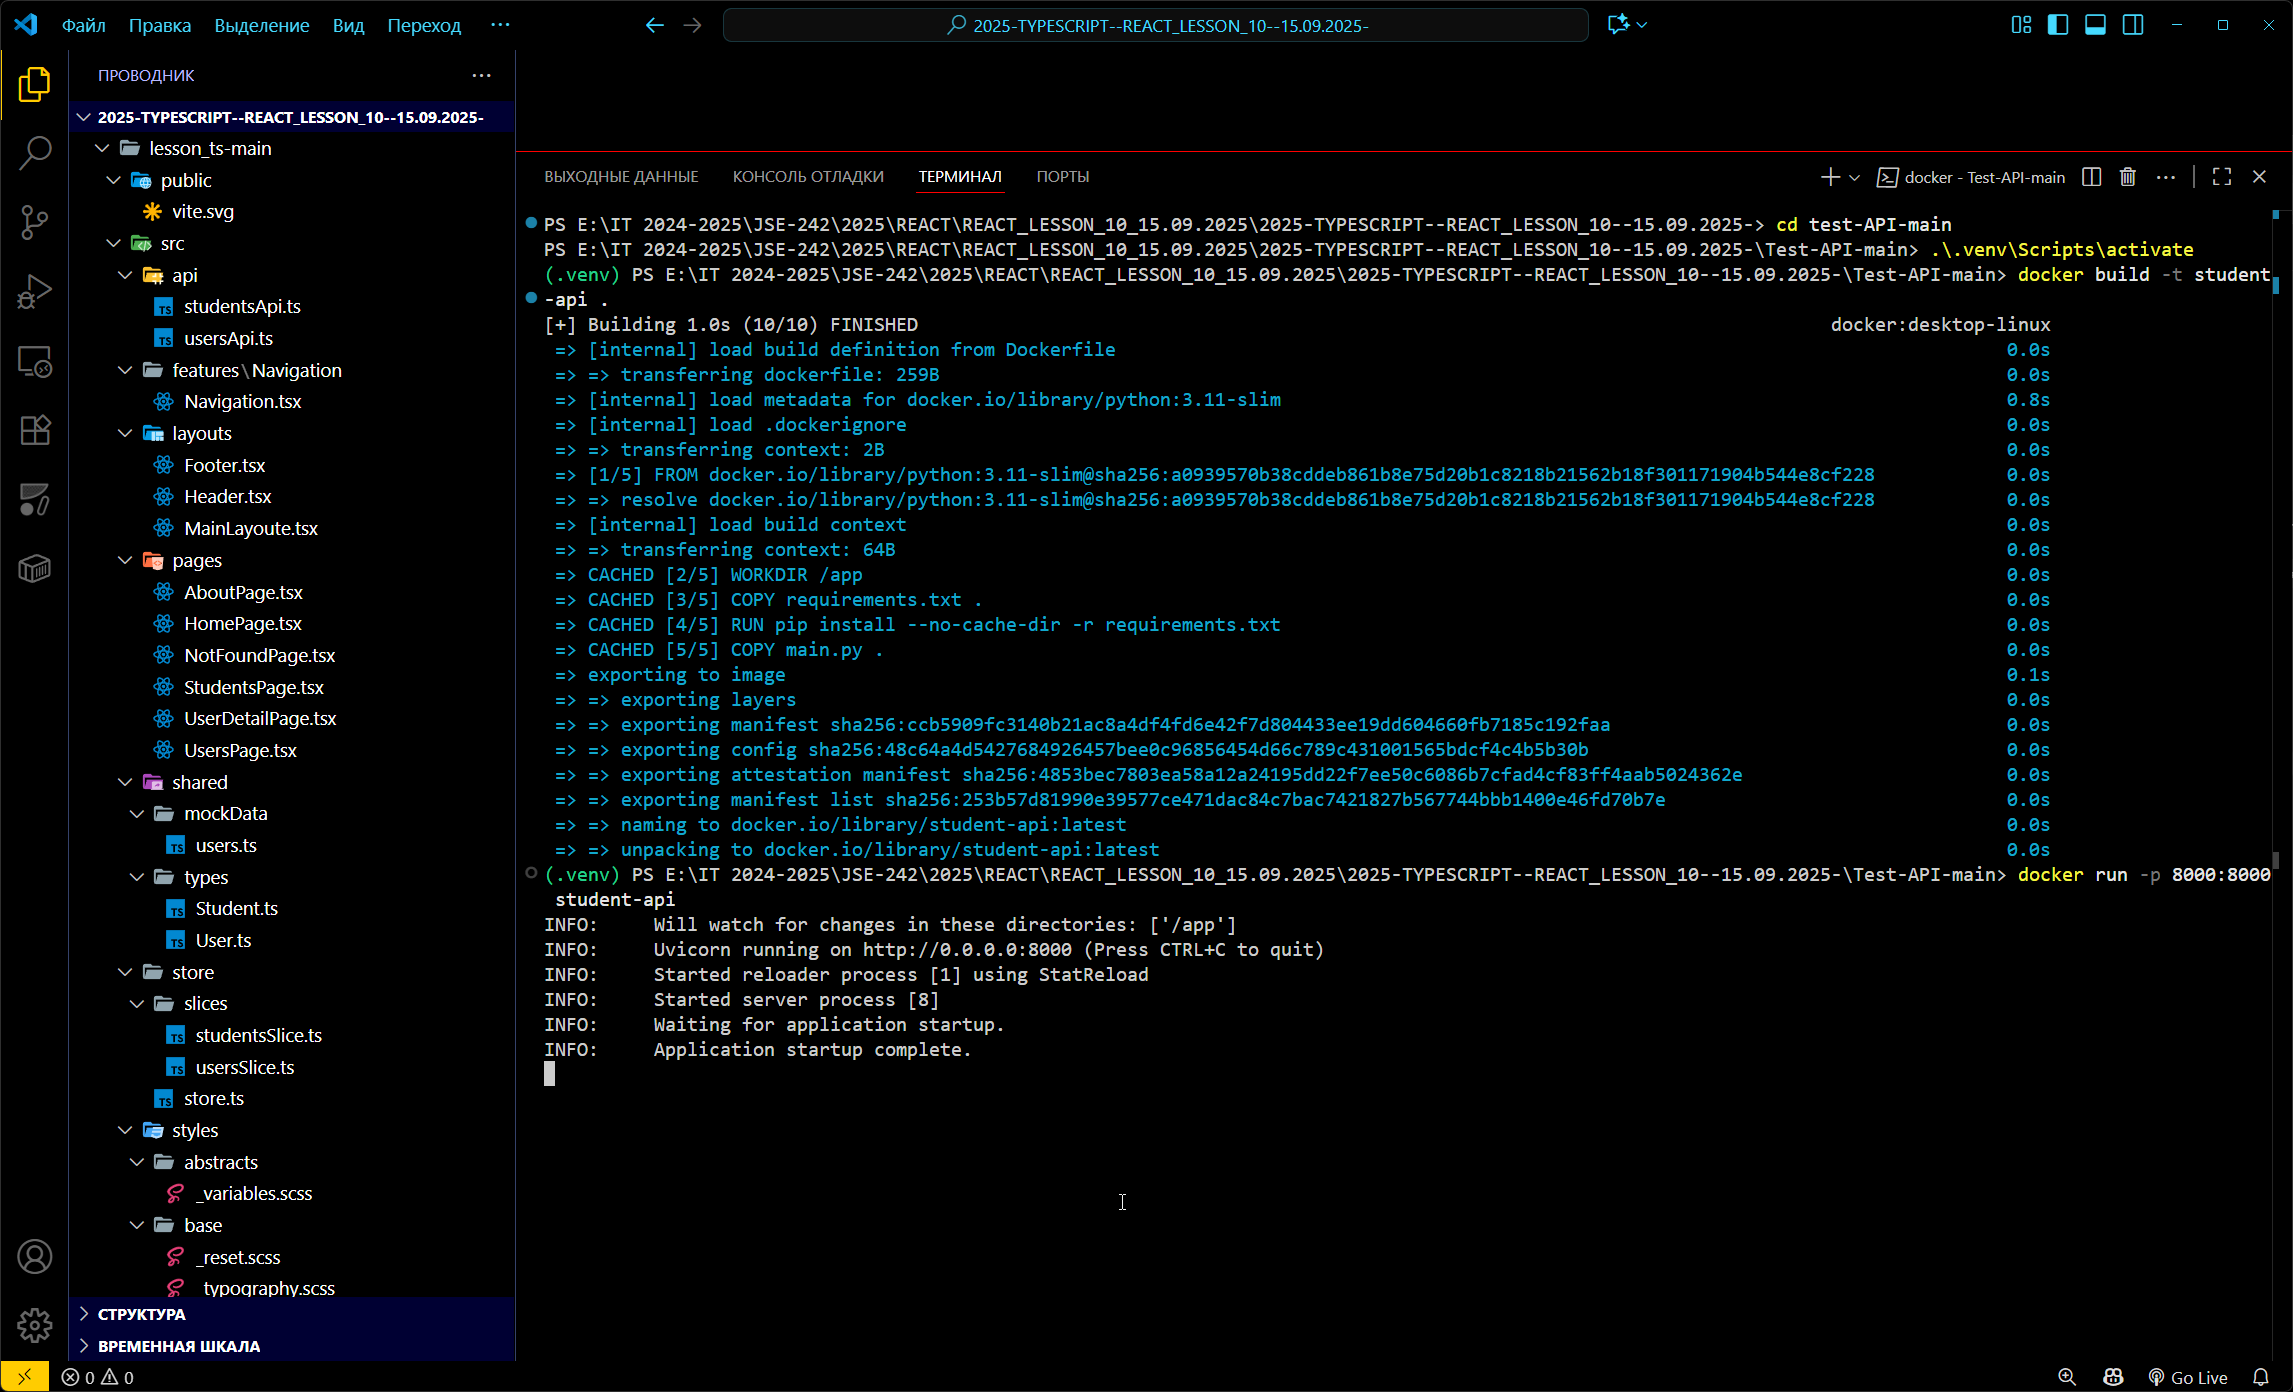 Файл Правка Выделение Вид Переход ···
2025-TYPESCRIPT--REACT_LESSON_10--15.09.2025-
ПРОВОДНИК
2025-TYPESCRIPT--REACT_LESSON_10--15.09.2025-
lesson_ts-main
public
vite.svg
src
api
studentsApi.ts
usersApi.ts
features\Navigation
Navigation.tsx
layouts
Footer.tsx
Header.tsx
MainLayoute.tsx
pages
AboutPage.tsx
HomePage.tsx
NotFoundPage.tsx
StudentsPage.tsx
UserDetailPage.tsx
UsersPage.tsx
shared
mockData
users.ts
types
Student.ts
User.ts
store
slices
studentsSlice.ts
usersSlice.ts
store.ts
styles
abstracts
_variables.scss
base
_reset.scss
_typography.scss
СТРУКТУРА
ВРЕМЕННАЯ ШКАЛА
ВЫХОДНЫЕ ДАННЫЕ КОНСОЛЬ ОТЛАДКИ ТЕРМИНАЛ ПОРТЫ
docker - Test-API-main
PS E:\IT 2024-2025\JSE-242\2025\REACT\REACT_LESSON_10_15.09.2025\2025-TYPESCRIPT--REACT_LESSON_10--15.09.2025-> cd test-API-main
PS E:\IT 2024-2025\JSE-242\2025\REACT\REACT_LESSON_10_15.09.2025\2025-TYPESCRIPT--REACT_LESSON_10--15.09.2025-\Test-API-main> .\.venv\Scripts\activate
(.venv) PS E:\IT 2024-2025\JSE-242\2025\REACT\REACT_LESSON_10_15.09.2025\2025-TYPESCRIPT--REACT_LESSON_10--15.09.2025-\Test-API-main> docker build -t student
-api .
[+] Building 1.0s (10/10) FINISHED docker:desktop-linux
=> [internal] load build definition from Dockerfile 0.0s
=> => transferring dockerfile: 259B 0.0s
=> [internal] load metadata for docker.io/library/python:3.11-slim 0.8s
=> [internal] load .dockerignore 0.0s
=> => transferring context: 2B 0.0s
=> [1/5] FROM docker.io/library/python:3.11-slim@sha256:a0939570b38cddeb861b8e75d20b1c8218b21562b18f301171904b544e8cf228 0.0s
=> => resolve docker.io/library/python:3.11-slim@sha256:a0939570b38cddeb861b8e75d20b1c8218b21562b18f301171904b544e8cf228 0.0s
=> [internal] load build context 0.0s
=> => transferring context: 64B 0.0s
=> CACHED [2/5] WORKDIR /app 0.0s
=> CACHED [3/5] COPY requirements.txt . 0.0s
=> CACHED [4/5] RUN pip install --no-cache-dir -r requirements.txt 0.0s
=> CACHED [5/5] COPY main.py . 0.0s
=> exporting to image 0.1s
=> => exporting layers 0.0s
=> => exporting manifest sha256:ccb5909fc3140b21ac8a4df4fd6e42f7d804433ee19dd604660fb7185c192faa 0.0s
=> => exporting config sha256:48c64a4d5427684926457bee0c96856454d66c789c431001565bdcf4c4b5b30b 0.0s
=> => exporting attestation manifest sha256:4853bec7803ea58a12a24195dd22f7ee50c6086b7cfad4cf83ff4aab5024362e 0.0s
=> => exporting manifest list sha256:253b57d81990e39577ce471dac84c7bac7421827b567744bbb1400e46fd70b7e 0.0s
=> => naming to docker.io/library/student-api:latest 0.0s
=> => unpacking to docker.io/library/student-api:latest 0.0s
(.venv) PS E:\IT 2024-2025\JSE-242\2025\REACT\REACT_LESSON_10_15.09.2025\2025-TYPESCRIPT--REACT_LESSON_10--15.09.2025-\Test-API-main> docker run -p 8000:8000
student-api
INFO: Will watch for changes in these directories: ['/app']
INFO: Uvicorn running on http://0.0.0.0:8000 (Press CTRL+C to quit)
INFO: Started reloader process [1] using StatReload
INFO: Started server process [8]
INFO: Waiting for application startup.
INFO: Application startup complete.
0 0
Go Live